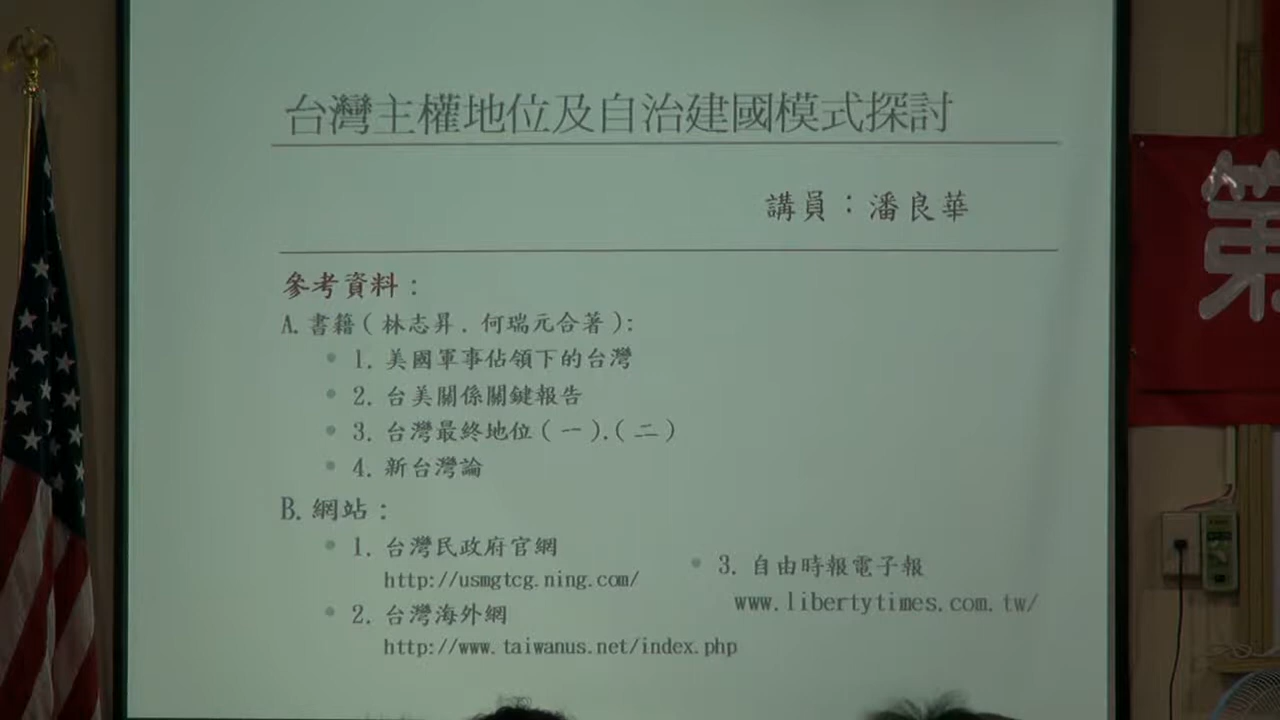 台灣主權地位及自治建國模式探討
講員：潘良華
參考資料：
A. 書籍（林志昇．何瑞元合著）：
• 1. 美國軍事佔領下的台灣
• 2. 台美關係關鍵報告
• 3. 台灣最終地位（一）.（二）
• 4. 新台灣論
B. 網站：
• 1. 台灣民政府官網
http://usmgtcg.ning.com/
• 2. 台灣海外網
http://www.taiwanus.net/index.php
• 3. 自由時報電子報
www.libertytimes.com.tw/
第